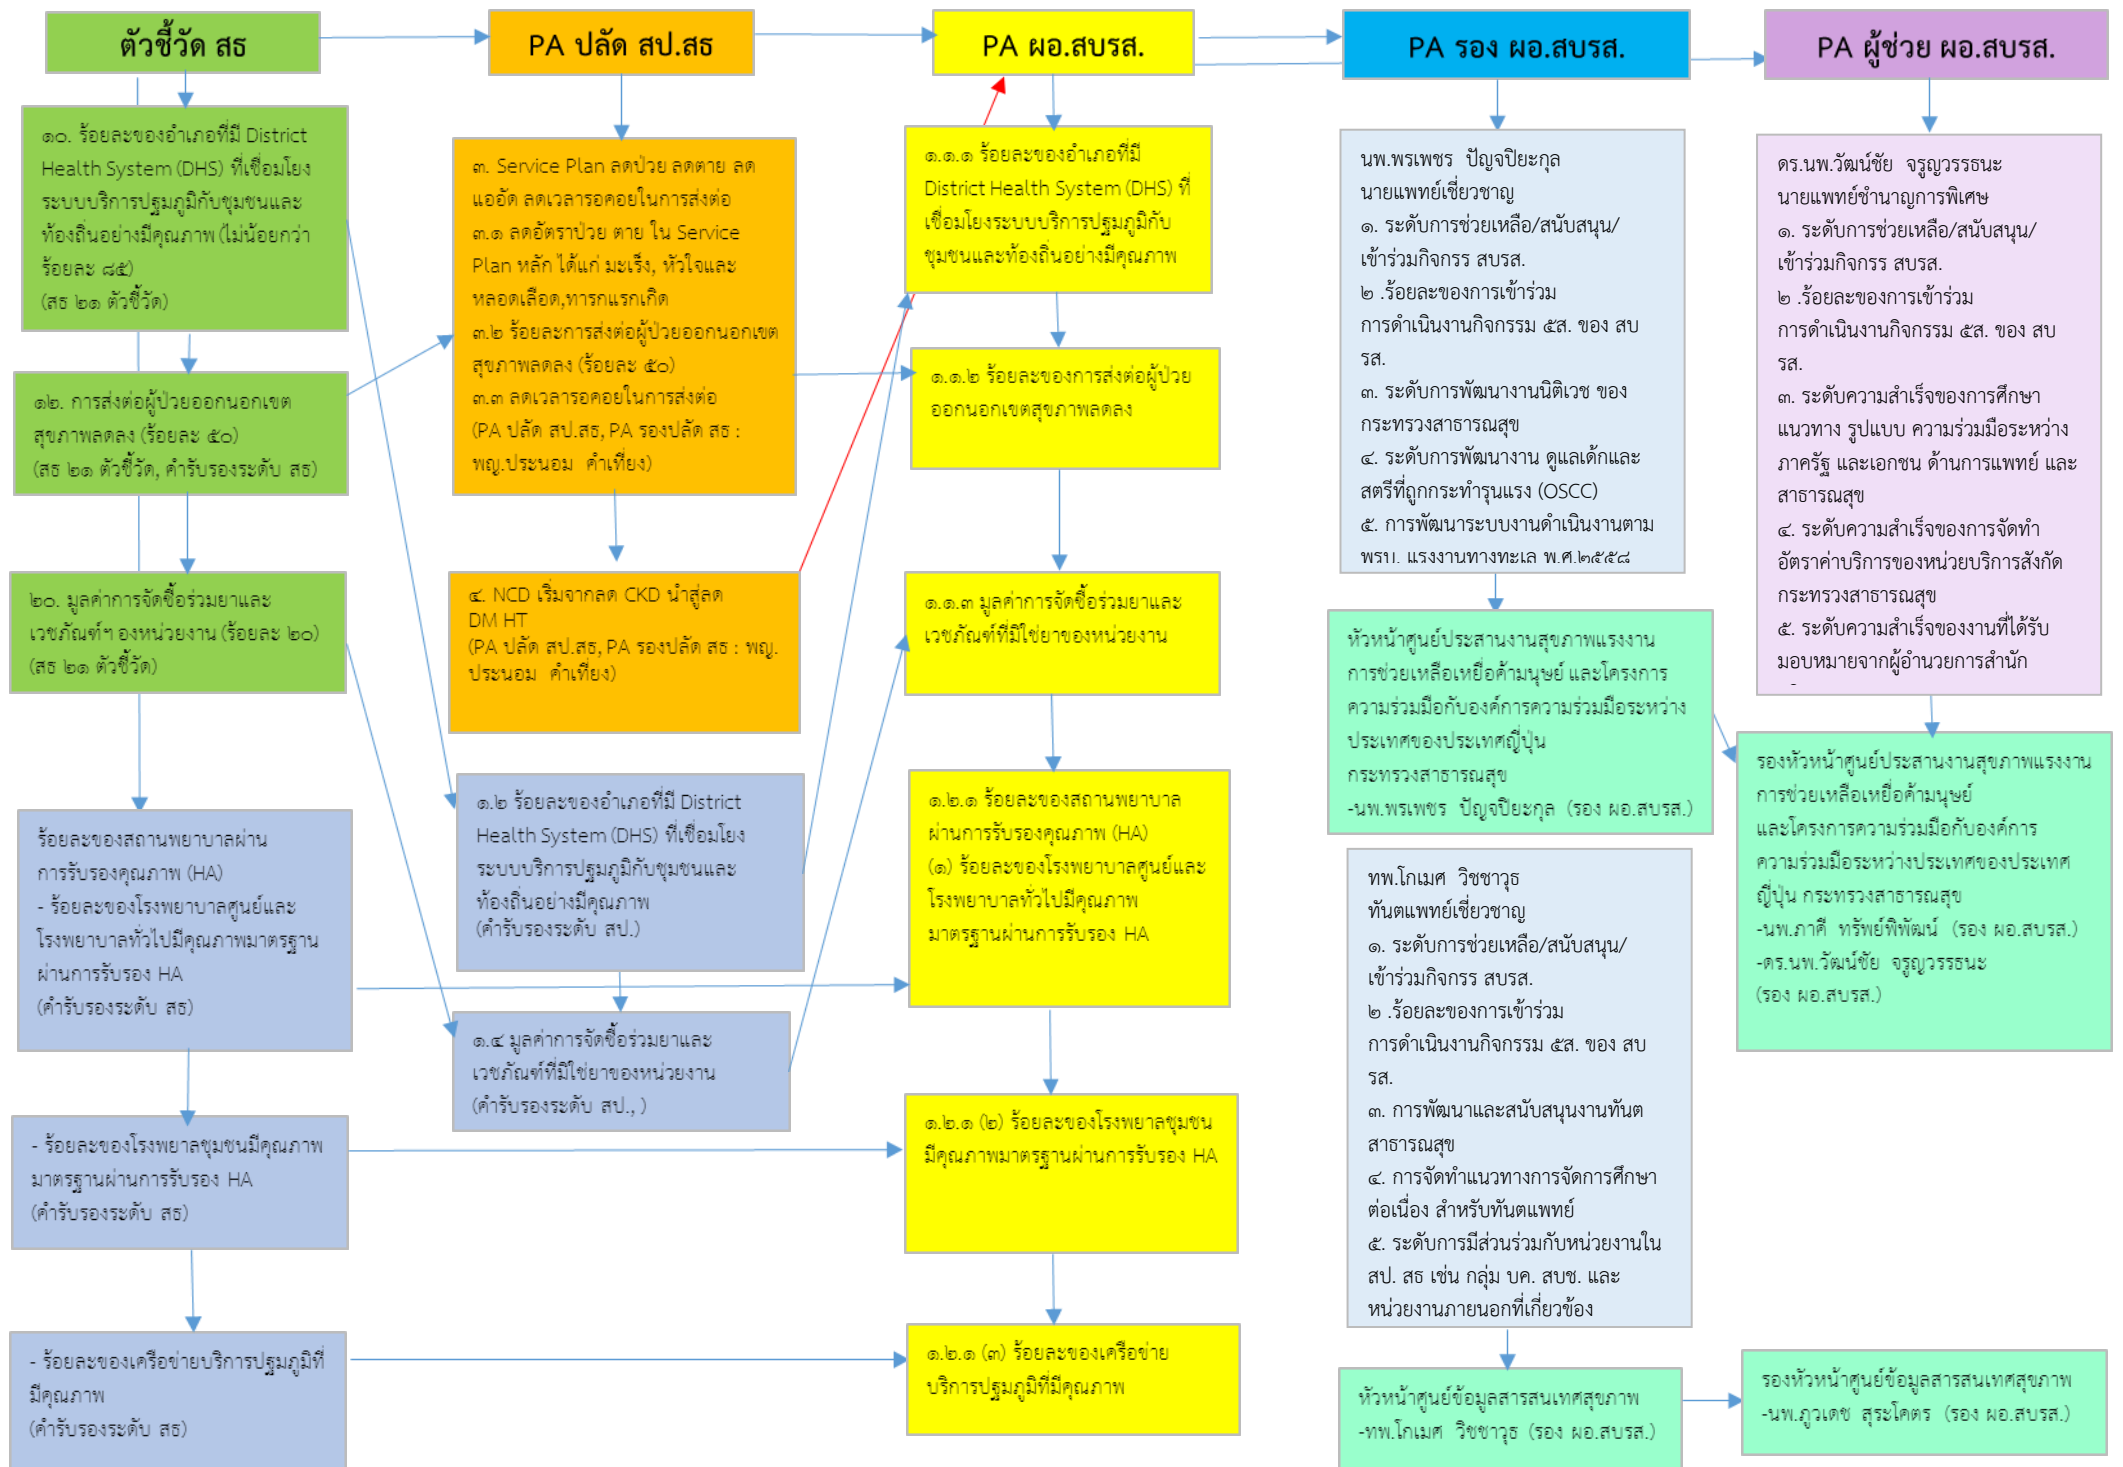 ตัวชี้วัด สธ
PA ปลัด สป.สธ
PA ผอ.สบรส.
PA รอง ผอ.สบรส.
PA ผู้ช่วย ผอ.สบรส.
๑๐. ร้อยละของอำเภอที่มี District
Health System (DHS) ที่เชื่อมโยง
ระบบบริการปฐมภูมิกับชุมชนและ
ท้องถิ่นอย่างมีคุณภาพ (ไม่น้อยกว่า
ร้อยละ ๘๕)
(สธ ๒๑ ตัวชี้วัด)
๑๒. การส่งต่อผู้ป่วยออกนอกเขต
สุขภาพลดลง (ร้อยละ ๕๐)
(สธ ๒๑ ตัวชี้วัด, คำรับรองระดับ สธ)
๒๐. มูลค่าการจัดซื้อร่วมยาและ
เวชภัณฑ์ฯ องหน่วยงาน (ร้อยละ ๒๐)
(สธ ๒๑ ตัวชี้วัด)
ร้อยละของสถานพยาบาลผ่าน
การรับรองคุณภาพ (HA)
- ร้อยละของโรงพยาบาลศูนย์และ
โรงพยาบาลทั่วไปมีคุณภาพมาตรฐาน
ผ่านการรับรอง HA
(คำรับรองระดับ สธ)
- ร้อยละของโรงพยาลชุมชนมีคุณภาพ
มาตรฐานผ่านการรับรอง HA
(คำรับรองระดับ สธ)
- ร้อยละของเครือข่ายบริการปฐมภูมิที่
มีคุณภาพ
(คำรับรองระดับ สธ)
๓. Service Plan ลดป่วย ลดตาย ลด
แออัด ลดเวลารอคอยในการส่งต่อ
๓.๑ ลดอัตราป่วย ตาย ใน Service
Plan หลัก ได้แก่ มะเร็ง, หัวใจและ
หลอดเลือด,ทารกแรกเกิด
๓.๒ ร้อยละการส่งต่อผู้ป่วยออกนอกเขต
สุขภาพลดลง (ร้อยละ ๕๐)
๓.๓ ลดเวลารอคอยในการส่งต่อ
(PA ปลัด สป.สธ, PA รองปลัด สธ :
พญ.ประนอม คำเที่ยง)
๔. NCD เริ่มจากลด CKD นำสู่ลด
DM HT
(PA ปลัด สป.สธ, PA รองปลัด สธ : พญ.
ประนอม คำเที่ยง)
๑.๒ ร้อยละของอำเภอที่มี District
Health System (DHS) ที่เชื่อมโยง
ระบบบริการปฐมภูมิกับชุมชนและ
ท้องถิ่นอย่างมีคุณภาพ
(คำรับรองระดับ สป.)
๑.๔ มูลค่าการจัดซื้อร่วมยาและ
เวชภัณฑ์ที่มิใช่ยาของหน่วยงาน
(คำรับรองระดับ สป., )
๑.๑.๑ ร้อยละของอำเภอที่มี
District Health System (DHS) ที่
เชื่อมโยงระบบบริการปฐมภูมิกับ
ชุมชนและท้องถิ่นอย่างมีคุณภาพ
๑.๑.๒ ร้อยละของการส่งต่อผู้ป่วย
ออกนอกเขตสุขภาพลดลง
๑.๑.๓ มูลค่าการจัดซื้อร่วมยาและ
เวชภัณฑ์ที่มิใช่ยาของหน่วยงาน
๑.๒.๑ ร้อยละของสถานพยาบาล
ผ่านการรับรองคุณภาพ (HA)
(๑) ร้อยละของโรงพยาบาลศูนย์และ
โรงพยาบาลทั่วไปมีคุณภาพ
มาตรฐานผ่านการรับรอง HA
๑.๒.๑ (๒) ร้อยละของโรงพยาลชุมชน
มีคุณภาพมาตรฐานผ่านการรับรอง HA
๑.๒.๑ (๓) ร้อยละของเครือข่าย
บริการปฐมภูมิที่มีคุณภาพ
นพ.พรเพชร ปัญจปิยะกุล
นายแพทย์เชี่ยวชาญ
๑. ระดับการช่วยเหลือ/สนับสนุน/
เข้าร่วมกิจกรร สบรส.
๒ .ร้อยละของการเข้าร่วม
การดำเนินงานกิจกรรม ๕ส. ของ สบ
รส.
๓. ระดับการพัฒนางานนิติเวช ของ
กระทรวงสาธารณสุข
๔. ระดับการพัฒนางาน ดูแลเด็กและ
สตรีที่ถูกกระทำรุนแรง (OSCC)
๕. การพัฒนาระบบงานดำเนินงานตาม
พรบ. แรงงานทางทะเล พ.ศ.๒๕๕๘
หัวหน้าศูนย์ประสานงานสุขภาพแรงงาน
การช่วยเหลือเหยื่อค้ามนุษย์ และโครงการ
ความร่วมมือกับองค์การความร่วมมือระหว่าง
ประเทศของประเทศญี่ปุ่น
กระทรวงสาธารณสุข
-นพ.พรเพชร ปัญจปิยะกุล (รอง ผอ.สบรส.)
ทพ.โกเมศ วิชชาวุธ
ทันตแพทย์เชี่ยวชาญ
๑. ระดับการช่วยเหลือ/สนับสนุน/
เข้าร่วมกิจกรร สบรส.
๒ .ร้อยละของการเข้าร่วม
การดำเนินงานกิจกรรม ๕ส. ของ สบ
รส.
๓. การพัฒนาและสนับสนุนงานทันต
สาธารณสุข
๔. การจัดทำแนวทางการจัดการศึกษา
ต่อเนื่อง สำหรับทันตแพทย์
๕. ระดับการมีส่วนร่วมกับหน่วยงานใน
สป. สธ เช่น กลุ่ม บค. สบช. และ
หน่วยงานภายนอกที่เกี่ยวข้อง
หัวหน้าศูนย์ข้อมูลสารสนเทศสุขภาพ
-ทพ.โกเมศ วิชชาวุธ (รอง ผอ.สบรส.)
ดร.นพ.วัฒน์ชัย จรูญวรรธนะ
นายแพทย์ชำนาญการพิเศษ
๑. ระดับการช่วยเหลือ/สนับสนุน/
เข้าร่วมกิจกรร สบรส.
๒ .ร้อยละของการเข้าร่วม
การดำเนินงานกิจกรรม ๕ส. ของ สบ
รส.
๓. ระดับความสำเร็จของการศึกษา
แนวทาง รูปแบบ ความร่วมมือระหว่าง
ภาครัฐ และเอกชน ด้านการแพทย์ และ
สาธารณสุข
๔. ระดับความสำเร็จของการจัดทำ
อัตราค่าบริการของหน่วยบริการสังกัด
กระทรวงสาธารณสุข
๕. ระดับความสำเร็จของงานที่ได้รับ
มอบหมายจากผู้อำนวยการสำนัก
รองหัวหน้าศูนย์ประสานงานสุขภาพแรงงาน
การช่วยเหลือเหยื่อค้ามนุษย์
และโครงการความร่วมมือกับองค์การ
ความร่วมมือระหว่างประเทศของประเทศ
ญี่ปุ่น กระทรวงสาธารณสุข
-นพ.ภาคี ทรัพย์พิพัฒน์ (รอง ผอ.สบรส.)
-ดร.นพ.วัฒน์ชัย จรูญวรรธนะ
(รอง ผอ.สบรส.)
รองหัวหน้าศูนย์ข้อมูลสารสนเทศสุขภาพ
-นพ.ภูวเดช สุระโคตร (รอง ผอ.สบรส.)